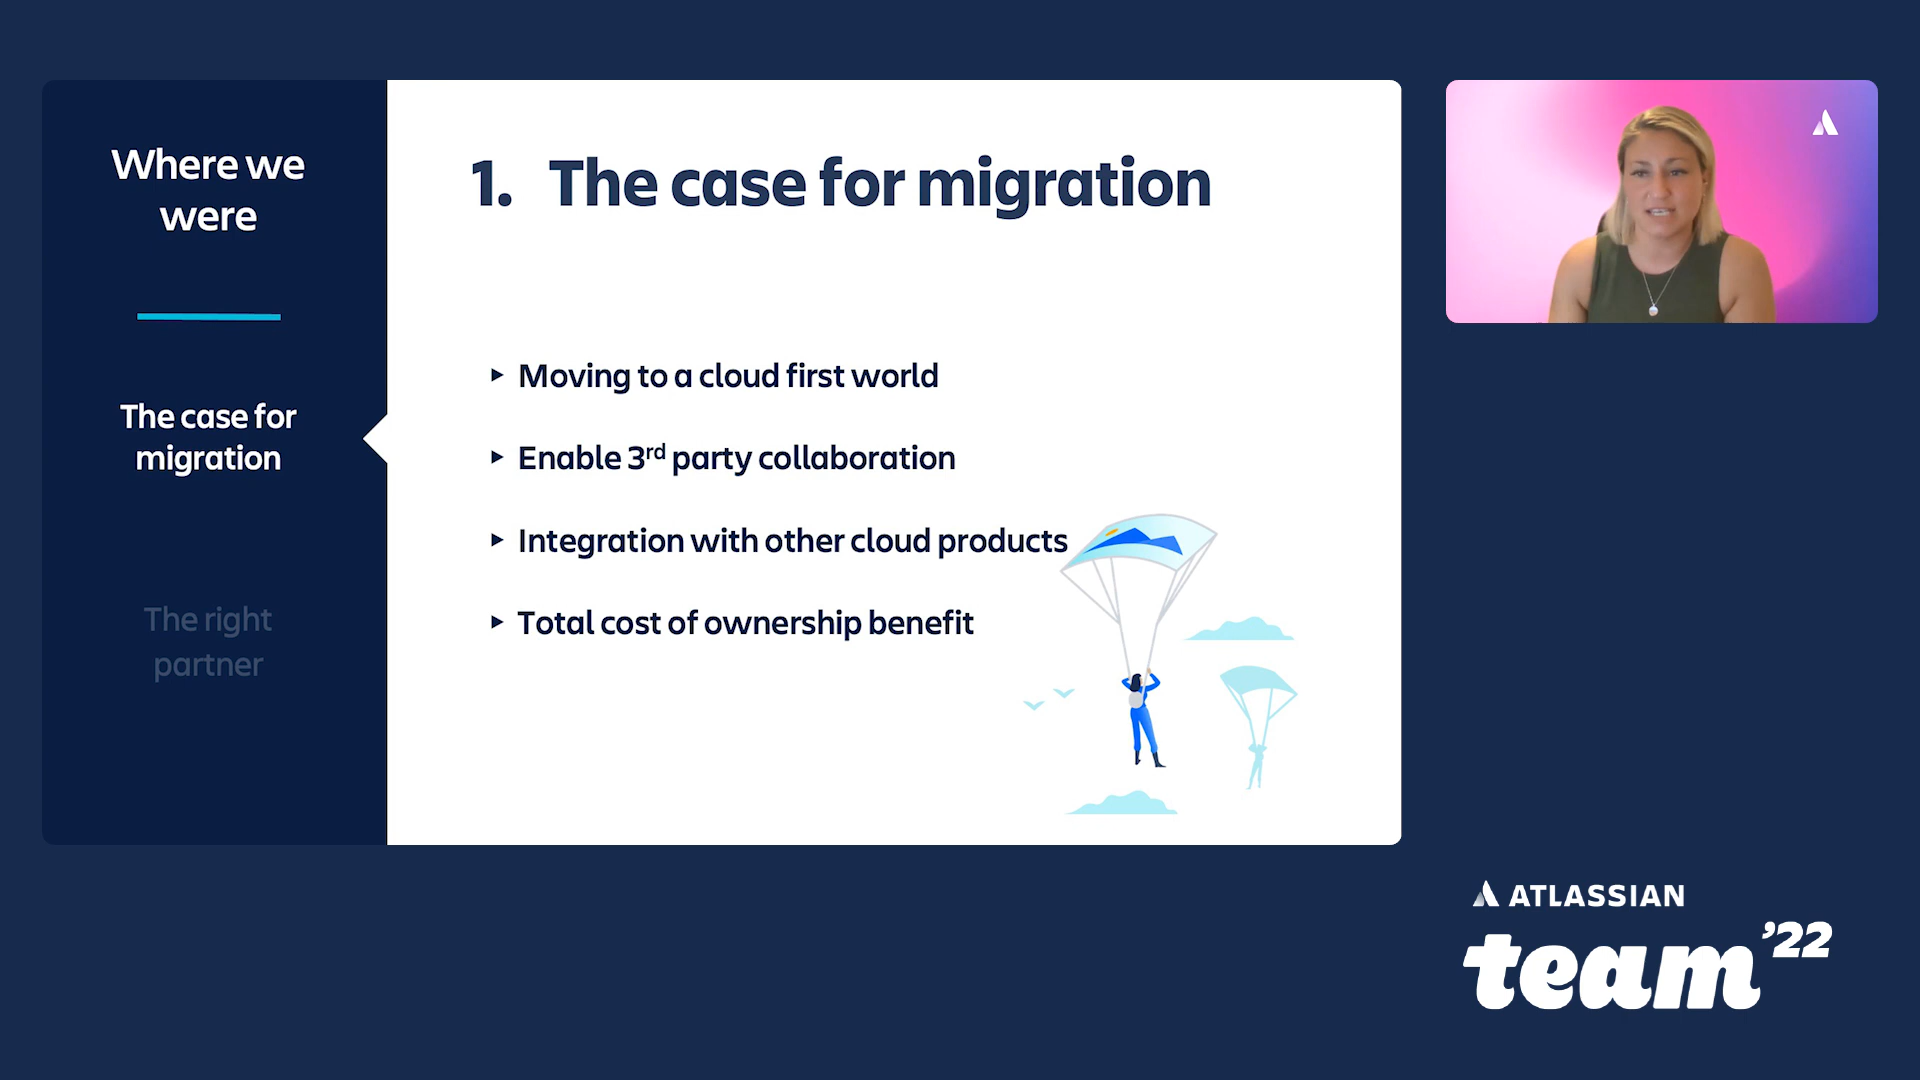 Where we
were
The case for
migration
The right
partner
1. The case for migration
▸ Moving to a cloud first world
▸ Enable 3rd party collaboration
▸ Integration with other cloud products
▸ Total cost of ownership benefit
ATLASSIAN
team '22